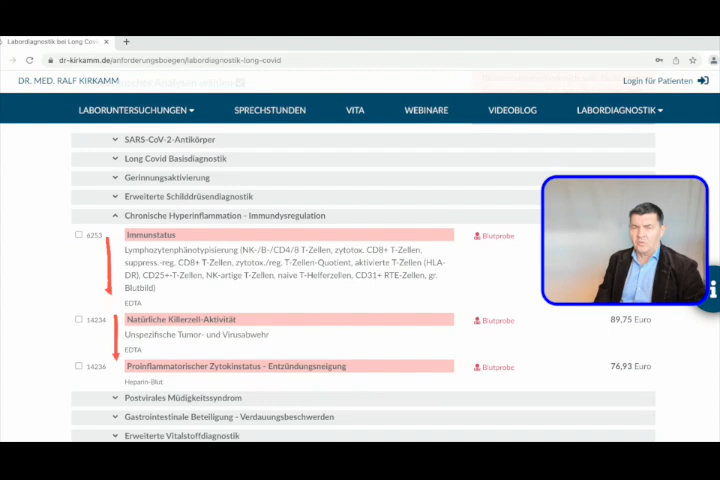 Labordiagnostik bei Long Cov
dr-kirkamm.de/anforderungsboegen/labordiagnostik-long-covid
DR. MED. RALF KIRKAMM
Login für Patienten
LABORUNTERSUCHUNGEN SPRECHSTUNDEN VITA WEBINARE VIDEOBLOG LABORDIAGNOSTIK
SARS-CoV-2-Antikörper
Long Covid Basisdiagnostik
Gerinnungsaktivierung
Erweiterte Schilddrüsendiagnostik
Chronische Hyperinflammation - Immundysregulation
6253 Immunstatus Blutprobe
Lymphozytenphänotypisierung (NK-/B-/CD4/8 T-Zellen, zytotox. CD8+ T-Zellen,
suppress.-reg. CD8+ T-Zellen, zytotox./reg. T-Zellen-Quotient, aktivierte T-Zellen (HLA-
DR), CD25+-T-Zellen, NK-artige T-Zellen, naive T-Helferzellen, CD31+ RTE-Zellen, gr.
Blutbild)
EDTA
14234 Natürliche Killerzell-Aktivität Blutprobe 89,75 Euro
Unspezifische Tumor- und Virusabwehr
EDTA
14236 Proinflammatorischer Zytokinstatus - Entzündungsneigung Blutprobe 76,93 Euro
Heparin-Blut
Postvirales Müdigkeitssyndrom
Gastrointestinale Beteiligung - Verdauungsbeschwerden
Erweiterte Vitalstoffdiagnostik